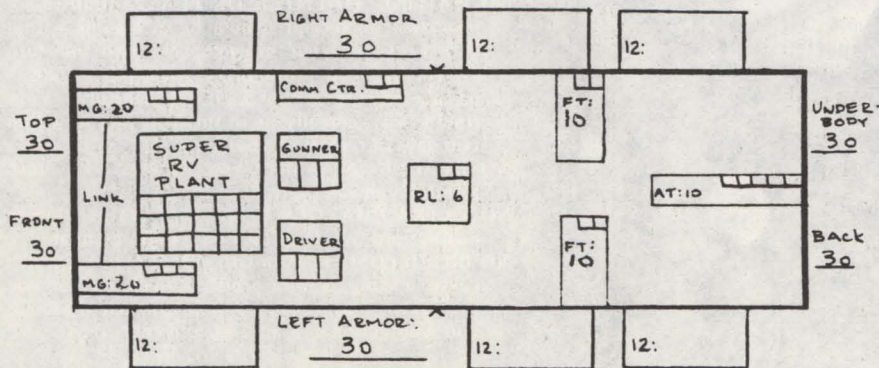 RIGHT ARMOR
30
12:
12:
12:
COMM CTR.
MG:20
FT:
10
TOP
30
UNDER-
BODY
30
SUPER
RV
PLANT
GUNNER
LINK
RL: 6
AT:10
FRONT
30
DRIVER
FT:
10
BACK
30
MG:20
LEFT ARMOR:
30
12:
12:
12: